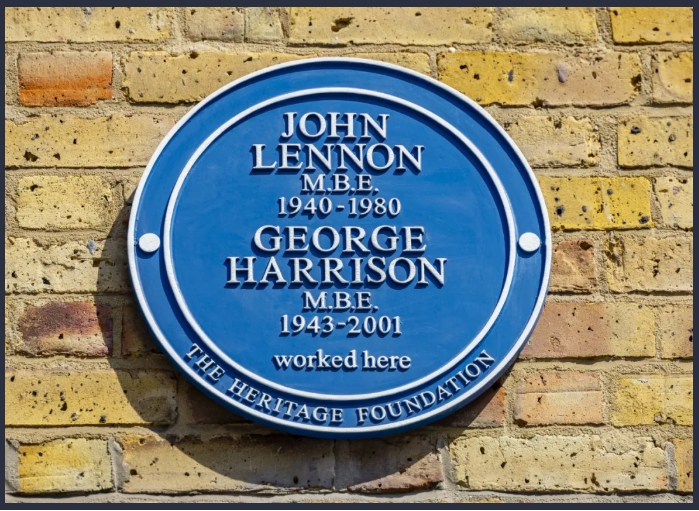 JOHN
LENNON
M.B.E.
1940-1980
GEORGE
HARRISON
M.B.E.
1943-2001
worked here
THE HERITAGE FOUNDATION